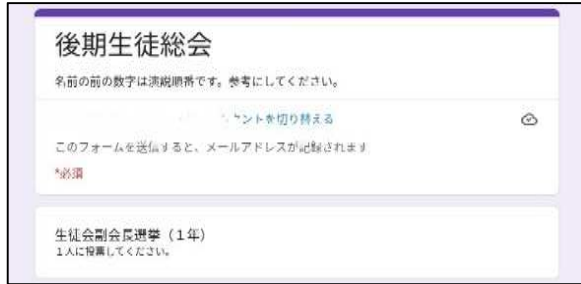 後期生徒総会
名前の前の数字は演説順番です。参考にしてください。
ントを切り替える
このフォームを送信すると、メールアドレスが記録されます
*必須
生徒会副会長選挙（１年）
１人に投票してください。